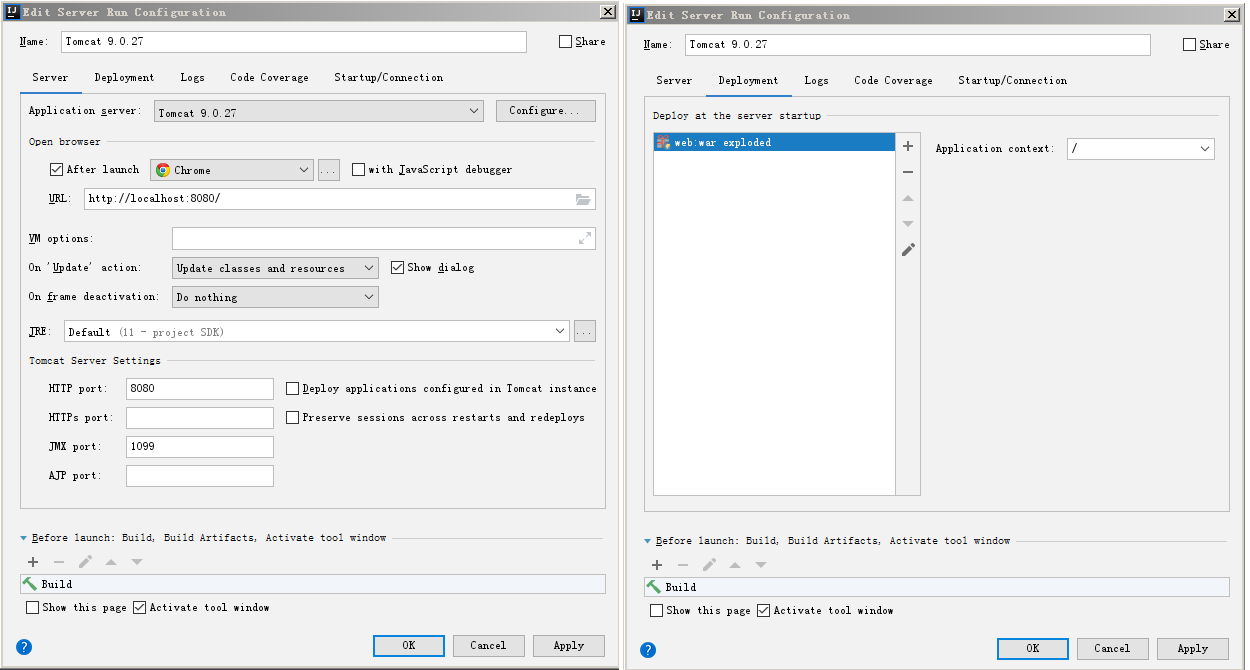 Edit Server Run Configuration
Name: Tomcat 9.0.27 Share
Server Deployment Logs Code Coverage Startup/Connection
Application server: Tomcat 9.0.27 Configure...
Open browser
After launch Chrome ... with JavaScript debugger
URL: http://localhost:8080/
VM options:
On 'Update' action: Update classes and resources Show dialog
On frame deactivation: Do nothing
JRE: Default (11 - project SDK) ...
Tomcat Server Settings
HTTP port: 8080 Deploy applications configured in Tomcat instance
HTTPs port: Preserve sessions across restarts and redeploys
JMX port: 1099
AJP port:
Before launch: Build, Build Artifacts, Activate tool window
Build
Show this page Activate tool window
? OK Cancel Apply
Edit Server Run Configuration
Name: Tomcat 9.0.27 Share
Server Deployment Logs Code Coverage Startup/Connection
Deploy at the server startup
web:war exploded Application context: /
Before launch: Build, Build Artifacts, Activate tool window
Build
Show this page Activate tool window
? OK Cancel Apply